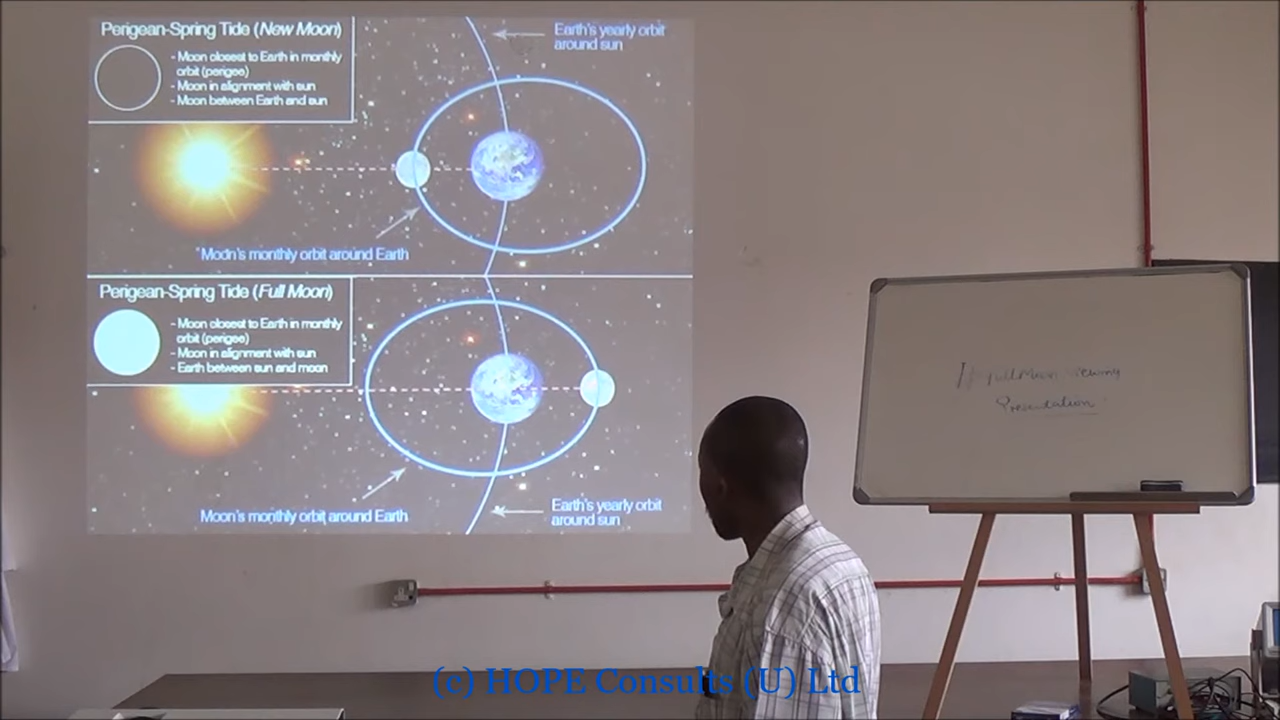 Perigean-Spring Tide (New Moon)
- Moon closest to Earth in monthly
orbit (perigee)
- Moon in alignment with sun
- Moon between Earth and sun
Earth's yearly orbit
around sun
Moon's monthly orbit around Earth
Perigean-Spring Tide (Full Moon)
- Moon closest to Earth in monthly
orbit (perigee)
- Moon in alignment with sun
- Earth between sun and moon
Moon's monthly orbit around Earth
Earth's yearly orbit
around sun
Presentation
(c) HOPE Consults (U) Ltd